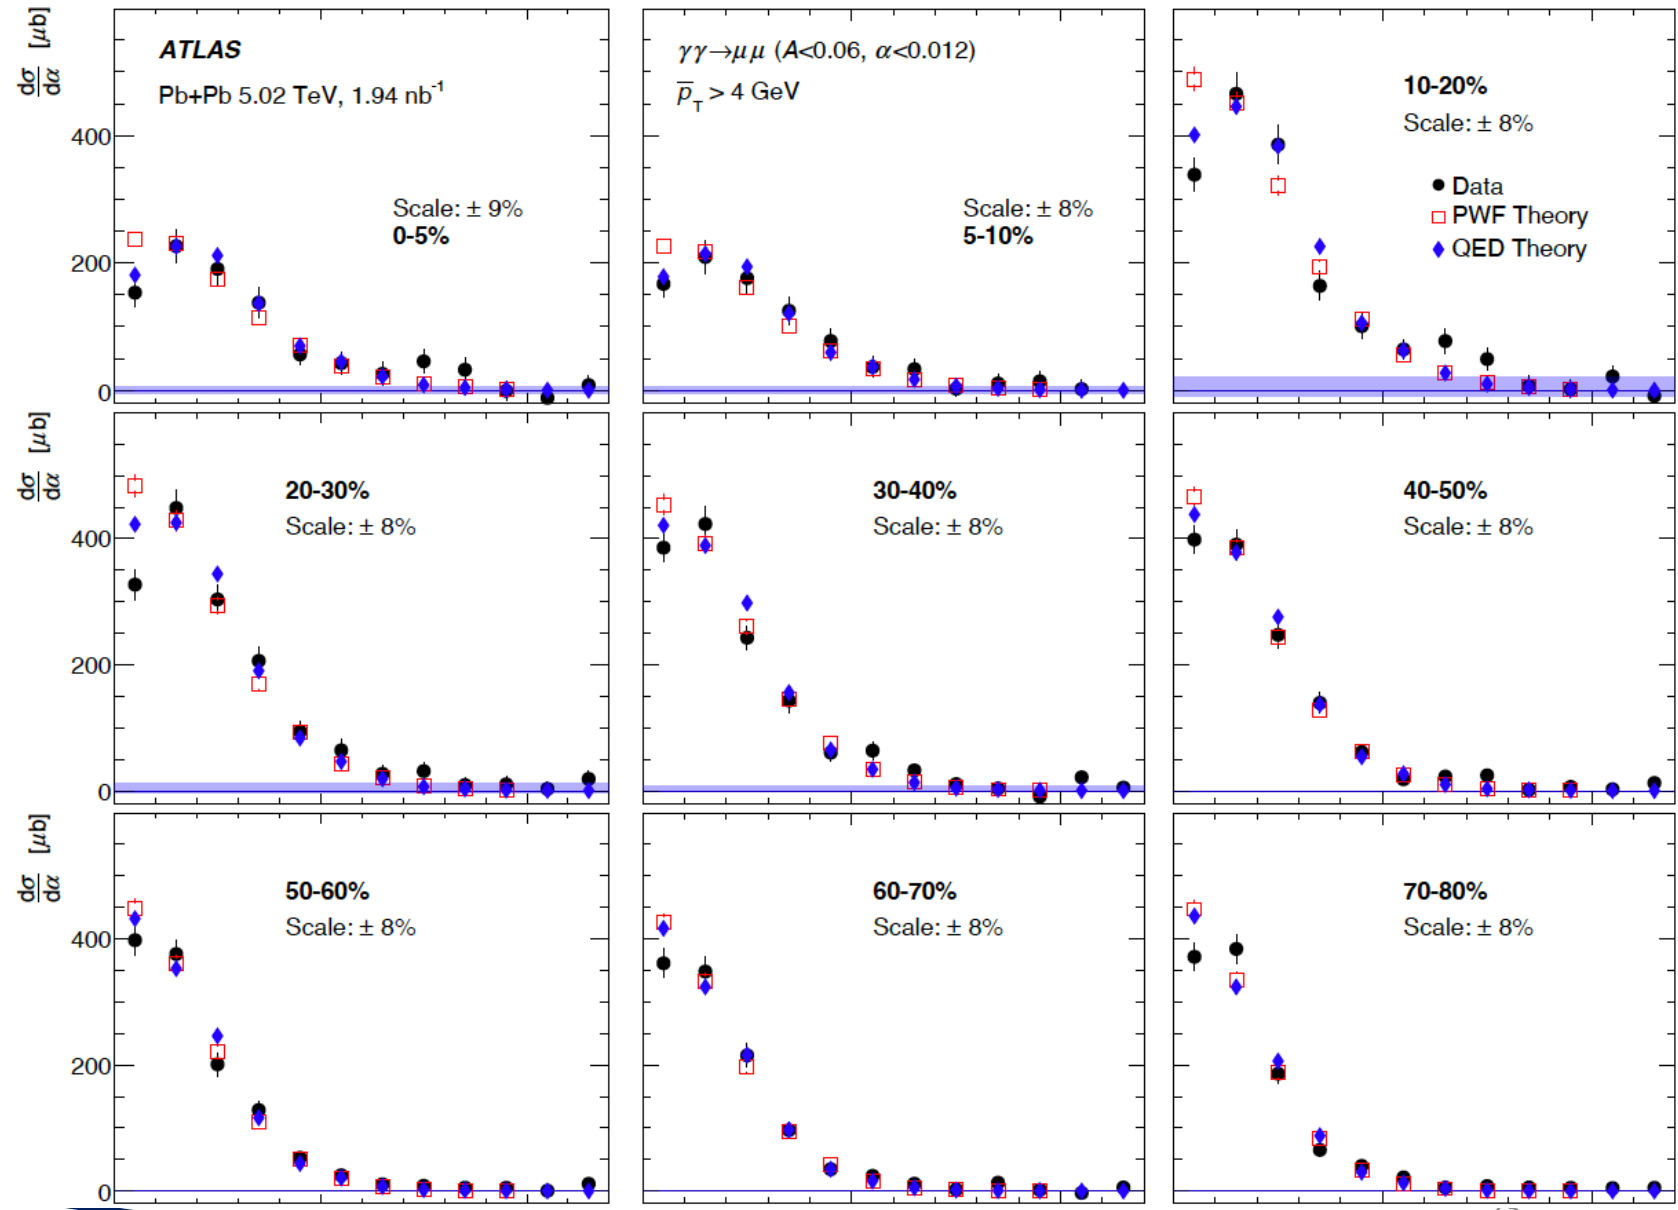 dσ/dα [μb]
ATLAS
Pb+Pb 5.02 TeV, 1.94 nb⁻¹
400
200
0
Scale: ± 9%
0-5%
γγ→μμ (A<0.06, α<0.012)
p̅_T > 4 GeV
Scale: ± 8%
5-10%
10-20%
Scale: ± 8%
Data
PWF Theory
QED Theory
dσ/dα [μb]
400
200
0
20-30%
Scale: ± 8%
30-40%
Scale: ± 8%
40-50%
Scale: ± 8%
dσ/dα [μb]
400
200
0
50-60%
Scale: ± 8%
60-70%
Scale: ± 8%
70-80%
Scale: ± 8%